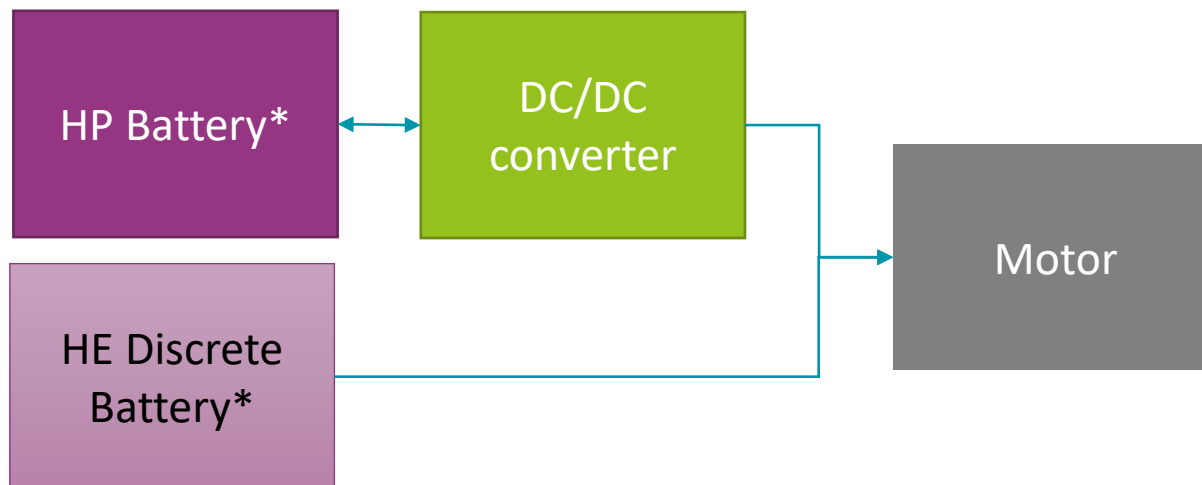 HP Battery*
DC/DC
converter
Motor
HE Discrete
Battery*